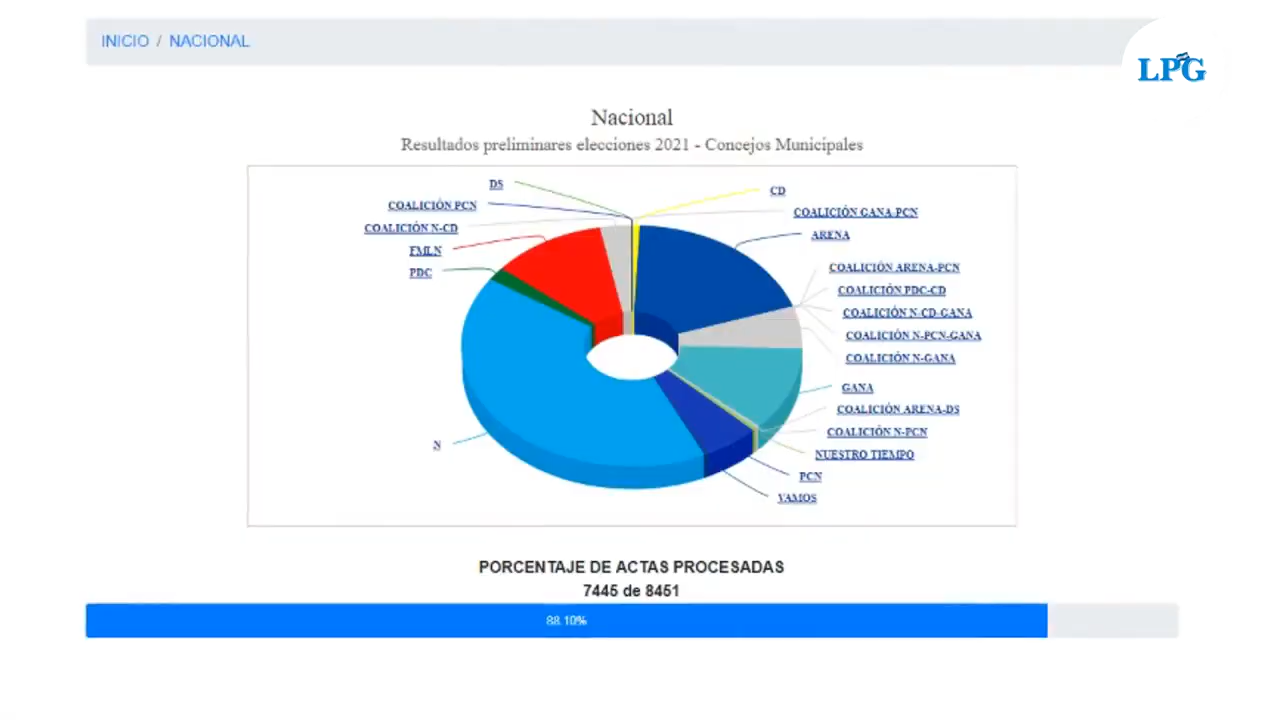 INICIO / NACIONAL
LPG
Nacional
Resultados preliminares elecciones 2021 - Concejos Municipales
DS
CD
COALICIÓN PCN
COALICIÓN GANA-PCN
COALICIÓN N-CD
ARENA
FMLN
COALICIÓN ARENA-PCN
PDC
COALICIÓN PDC-CD
COALICIÓN N-CD-GANA
COALICIÓN N-PCN-GANA
COALICIÓN N-GANA
GANA
COALICIÓN ARENA-DS
COALICIÓN N-PCN
N
NUESTRO TIEMPO
PCN
VAMOS
PORCENTAJE DE ACTAS PROCESADAS
7445 de 8451
88.10%